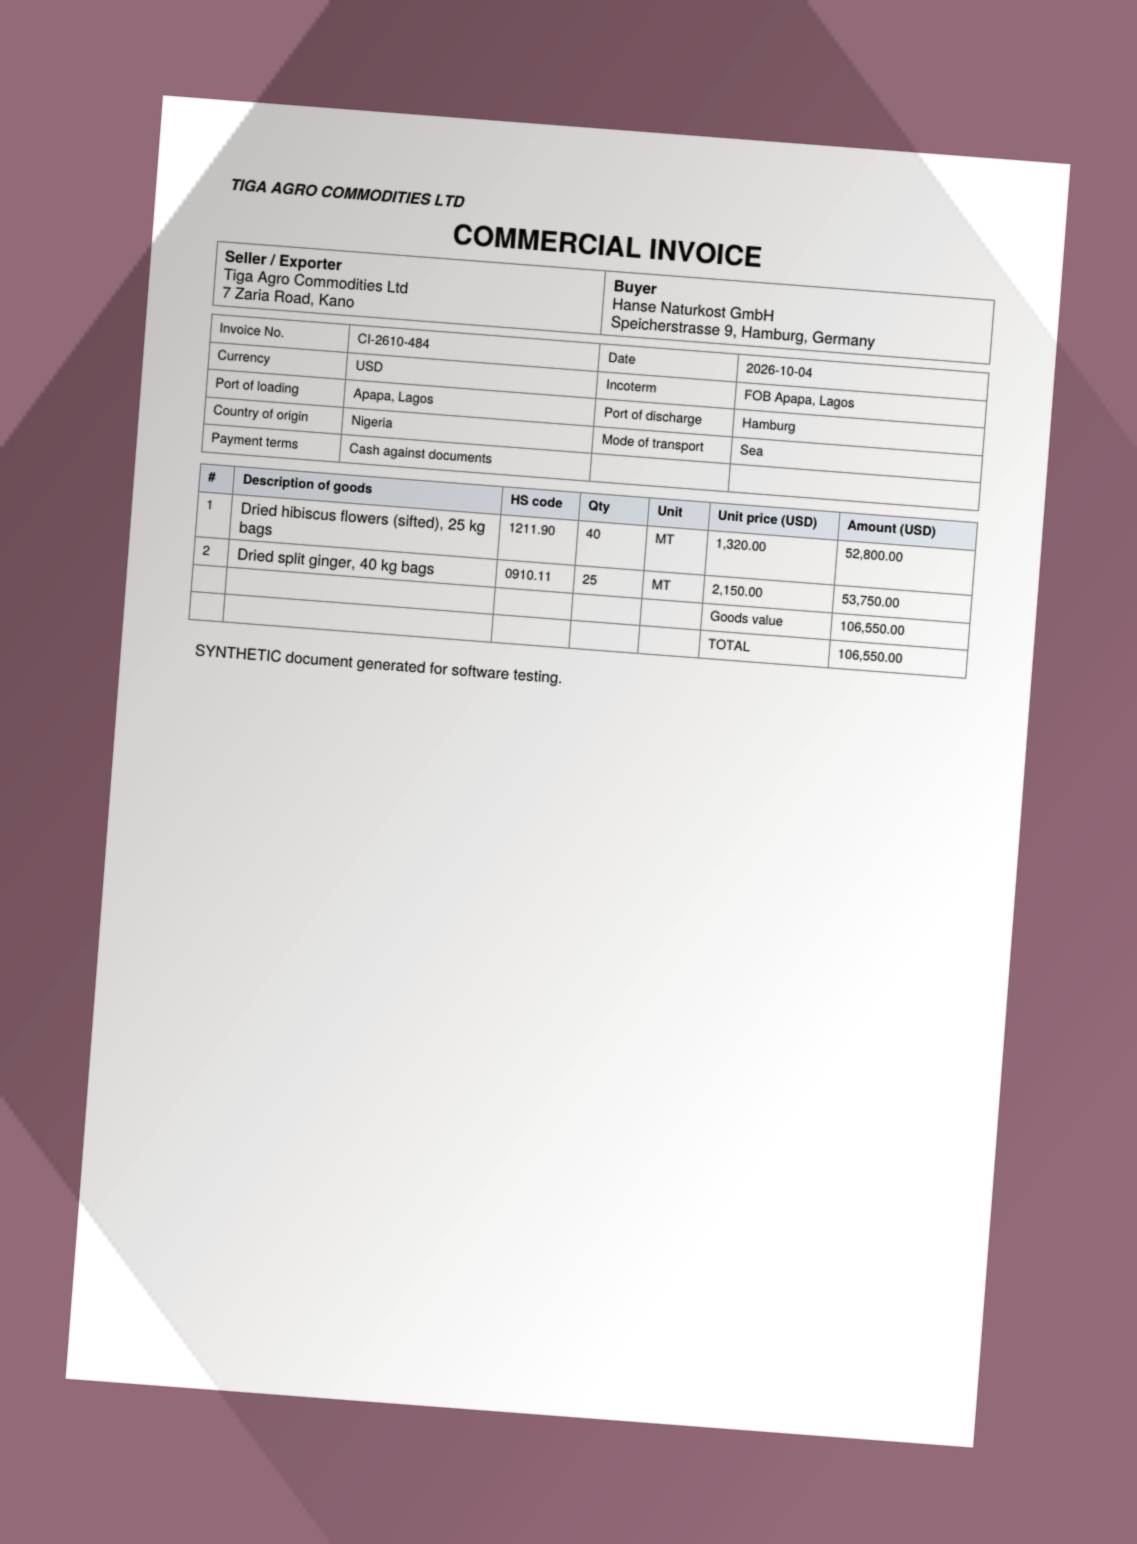 TIGA AGRO COMMODITIES LTD
COMMERCIAL INVOICE
Seller / Exporter
Tiga Agro Commodities Ltd
7 Zaria Road, Kano
Buyer
Hanse Naturkost GmbH
Speicherstrasse 9, Hamburg, Germany
Invoice No. CI-2610-484 Date 2026-10-04
Currency USD Incoterm FOB Apapa, Lagos
Port of loading Apapa, Lagos Port of discharge Hamburg
Country of origin Nigeria Mode of transport Sea
Payment terms Cash against documents
# Description of goods HS code Qty Unit Unit price (USD) Amount (USD)
1 Dried hibiscus flowers (sifted), 25 kg bags 1211.90 40 MT 1,320.00 52,800.00
2 Dried split ginger, 40 kg bags 0910.11 25 MT 2,150.00 53,750.00
Goods value 106,550.00
TOTAL 106,550.00
SYNTHETIC document generated for software testing.